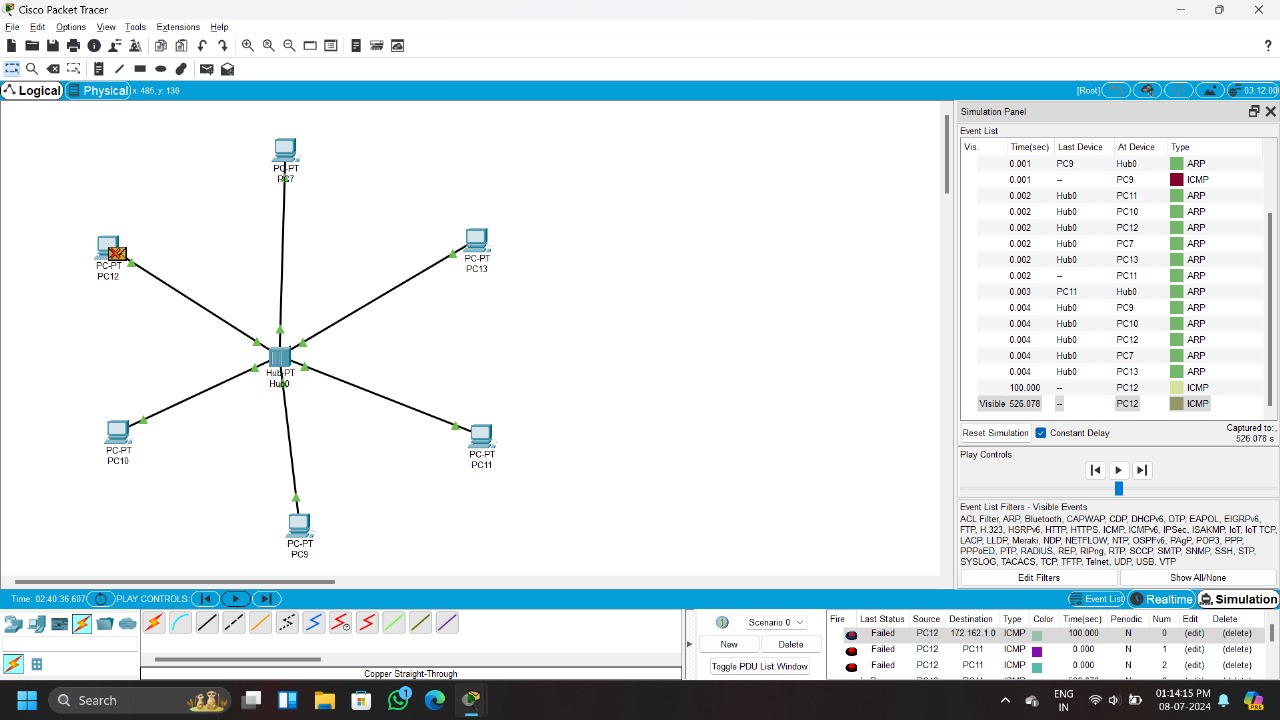 Cisco Packet Tracer
File Edit Options View Tools Extensions Help
?
Logical Physical x: 485, y: 136 [Root] 03:12:00
PC-PT
PC7
PC-PT
PC12
PC-PT
PC13
Hub-PT
Hub0
PC-PT
PC10
PC-PT
PC11
PC-PT
PC9
Simulation Panel
Event List
Vis. Time(sec) Last Device At Device Type
0.001 PC9 Hub0 ARP
0.001 -- PC9 ICMP
0.002 Hub0 PC11 ARP
0.002 Hub0 PC10 ARP
0.002 Hub0 PC12 ARP
0.002 Hub0 PC7 ARP
0.002 Hub0 PC13 ARP
0.002 -- PC11 ARP
0.003 PC11 Hub0 ARP
0.004 Hub0 PC9 ARP
0.004 Hub0 PC10 ARP
0.004 Hub0 PC12 ARP
0.004 Hub0 PC7 ARP
0.004 Hub0 PC13 ARP
100.000 -- PC12 ICMP
Visible 526.078 -- PC12 ICMP
Reset Simulation Constant Delay Captured to:
526.078 s
Play Controls
Event List Filters - Visible Events
ACL Filter, ARP, Bluetooth, CAPWAP, CDP, DHCPv6, DTP, EAPOL, EIGRPv6,
FTP, H.323, HSRPv6, HTTP, HTTPS, ICMP, ICMPv6, IPSec, ISAKMP, IoT, IoT TCP,
LACP, LLDP, Meraki, NDP, NETFLOW, NTP, OSPFv6, PAgP, POP3, PPP,
PPPoED, PTP, RADIUS, REP, RIPng, RTP, SCCP, SMTP, SNMP, SSH, STP,
SYSLOG, TACACS, TCP, TFTP, Telnet, UDP, USB, VTP
Edit Filters Show All/None
Time: 02:40:36.607 PLAY CONTROLS: Event List Realtime Simulation
Copper Straight-Through
Scenario 0
New Delete
Toggle PDU List Window
Fire Last Status Source Destination Type Color Time(sec) Periodic Num Edit Delete
Failed PC12 172.162.1.0 ICMP 100.000 N 0 (edit) (delete)
Failed PC12 PC11 ICMP 0.000 N 1 (edit) (delete)
Failed PC12 PC11 ICMP 0.000 N 2 (edit) (delete)
Search
1
ENG
IN
01:14:15 PM
08-07-2024
PRE